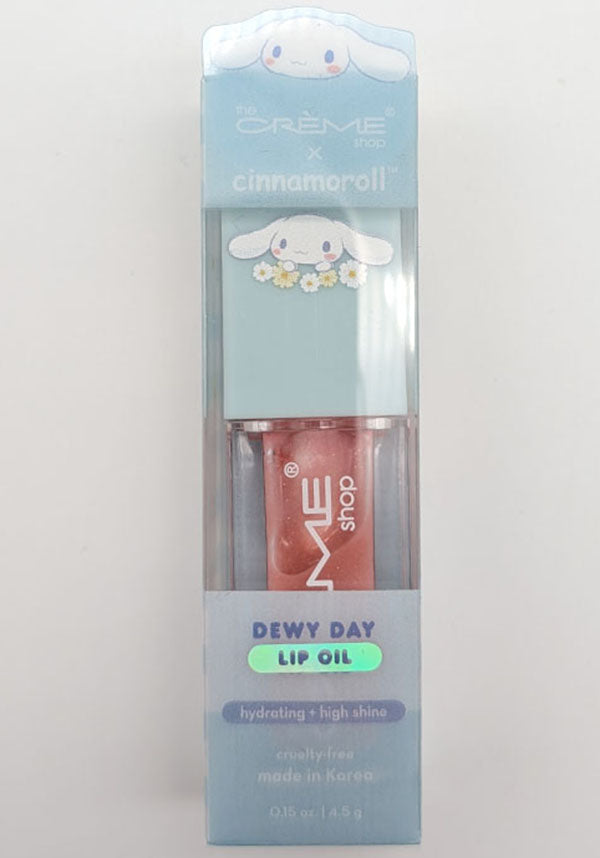 the
CRÈME®
shop
x
cinnamoroll™
ME®
shop
DEWY DAY
LIP OIL
hydrating + high shine
cruelty-free
made in Korea
0.15 oz. | 4.5 g